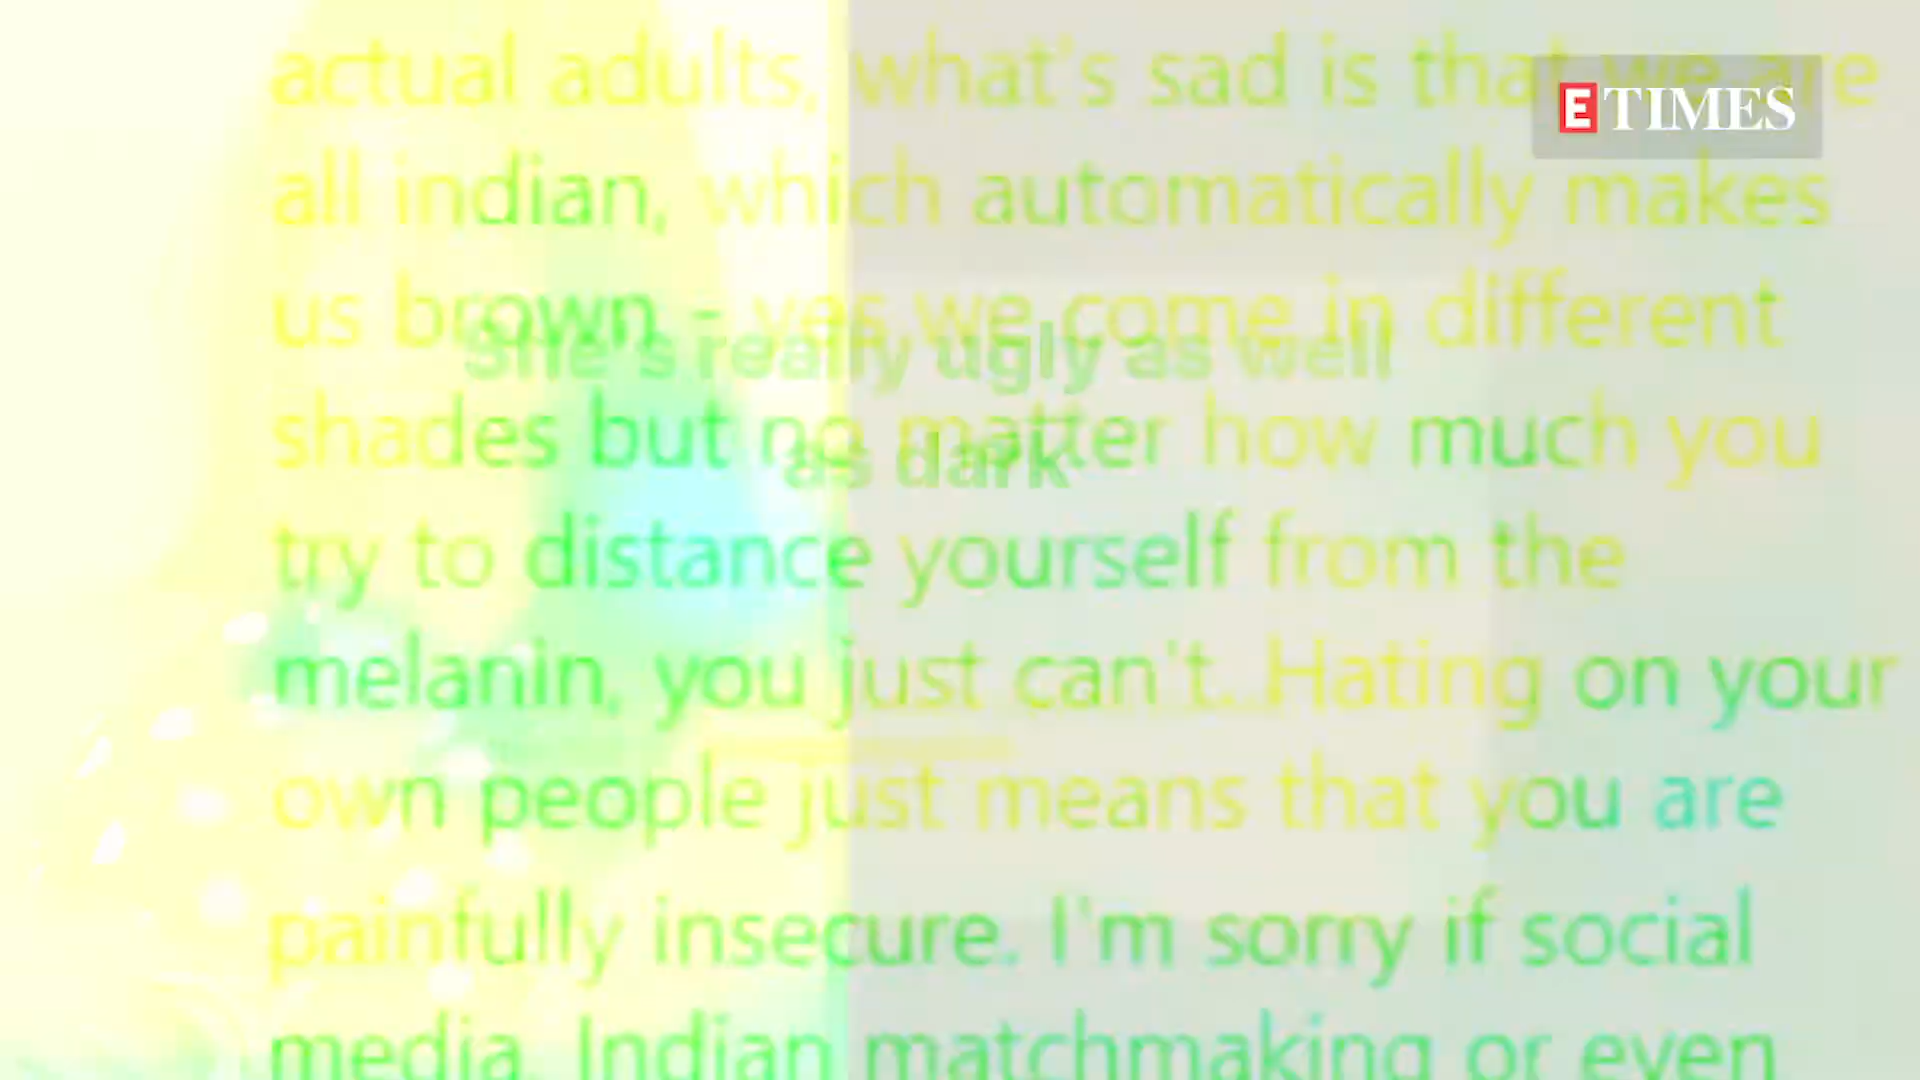 actual adults, what's sad is that we are
E TIMES
all indian, which automatically makes
us brown - yes we come in different
She's really ugly as well
shades but no matter how much you
as dark
try to distance yourself from the
melanin, you just can't...Hating on your
own people just means that you are
painfully insecure. I'm sorry if social
media, Indian matchmaking or even